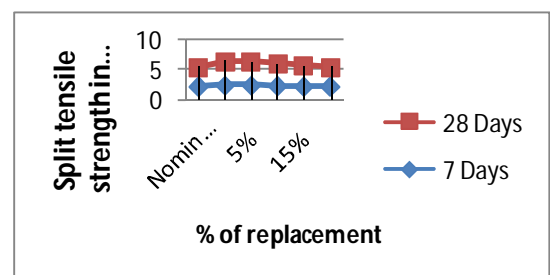 Split tensile
strength in...
10
5
0
Nomin...
5%
15%
% of replacement
28 Days
7 Days